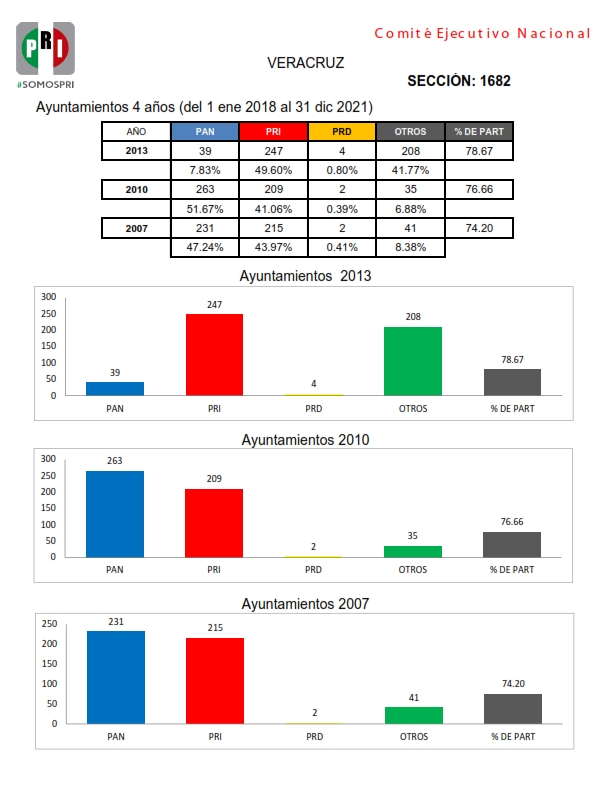 PRI
#SOMOSPRI
Comité Ejecutivo Nacional
VERACRUZ
SECCIÓN: 1682
Ayuntamientos 4 años (del 1 ene 2018 al 31 dic 2021)
AÑO PAN PRI PRD OTROS % DE PART
2013 39 247 4 208 78.67
7.83% 49.60% 0.80% 41.77%
2010 263 209 2 35 76.66
51.67% 41.06% 0.39% 6.88%
2007 231 215 2 41 74.20
47.24% 43.97% 0.41% 8.38%
Ayuntamientos 2013
300
250
200
150
100
50
0
39 247 4 208 78.67
PAN PRI PRD OTROS % DE PART
Ayuntamientos 2010
300
250
200
150
100
50
0
263 209 2 35 76.66
PAN PRI PRD OTROS % DE PART
Ayuntamientos 2007
250
200
150
100
50
0
231 215 2 41 74.20
PAN PRI PRD OTROS % DE PART